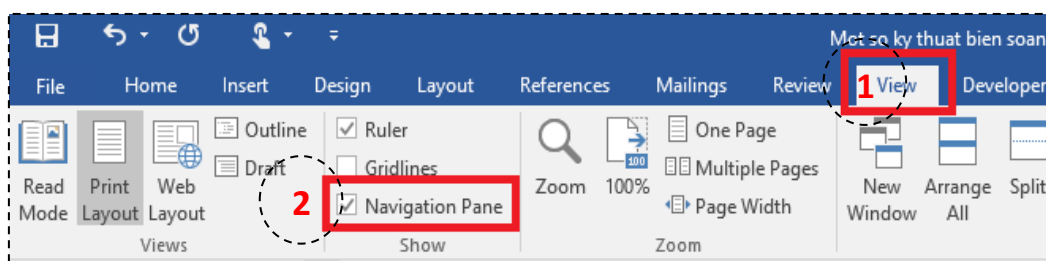 Mot so ky thuat bien soan
File Home Insert Design Layout References Mailings Review 1 View Developer
Outline Ruler One Page
Draft Gridlines 100 Multiple Pages
Read Print Web 2 Navigation Pane Zoom 100% Page Width New Arrange Split
Mode Layout Layout Window All
Views Show Zoom